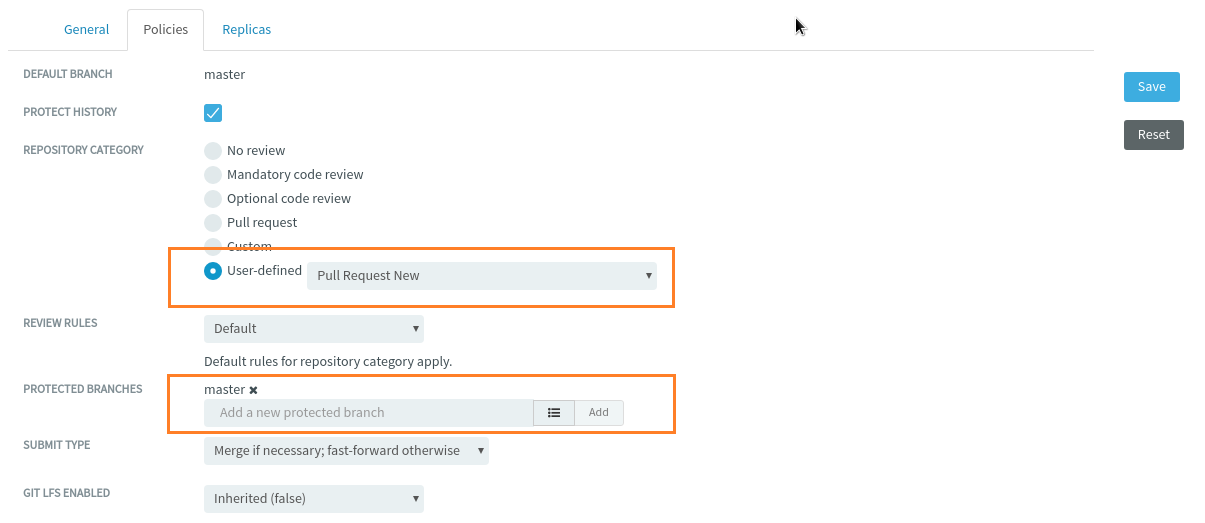 General Policies Replicas
DEFAULT BRANCH master
Save
PROTECT HISTORY
Reset
REPOSITORY CATEGORY No review
Mandatory code review
Optional code review
Pull request
Custom
User-defined Pull Request New
REVIEW RULES Default
Default rules for repository category apply.
PROTECTED BRANCHES master ✖
Add a new protected branch Add
SUBMIT TYPE Merge if necessary; fast-forward otherwise
GIT LFS ENABLED Inherited (false)